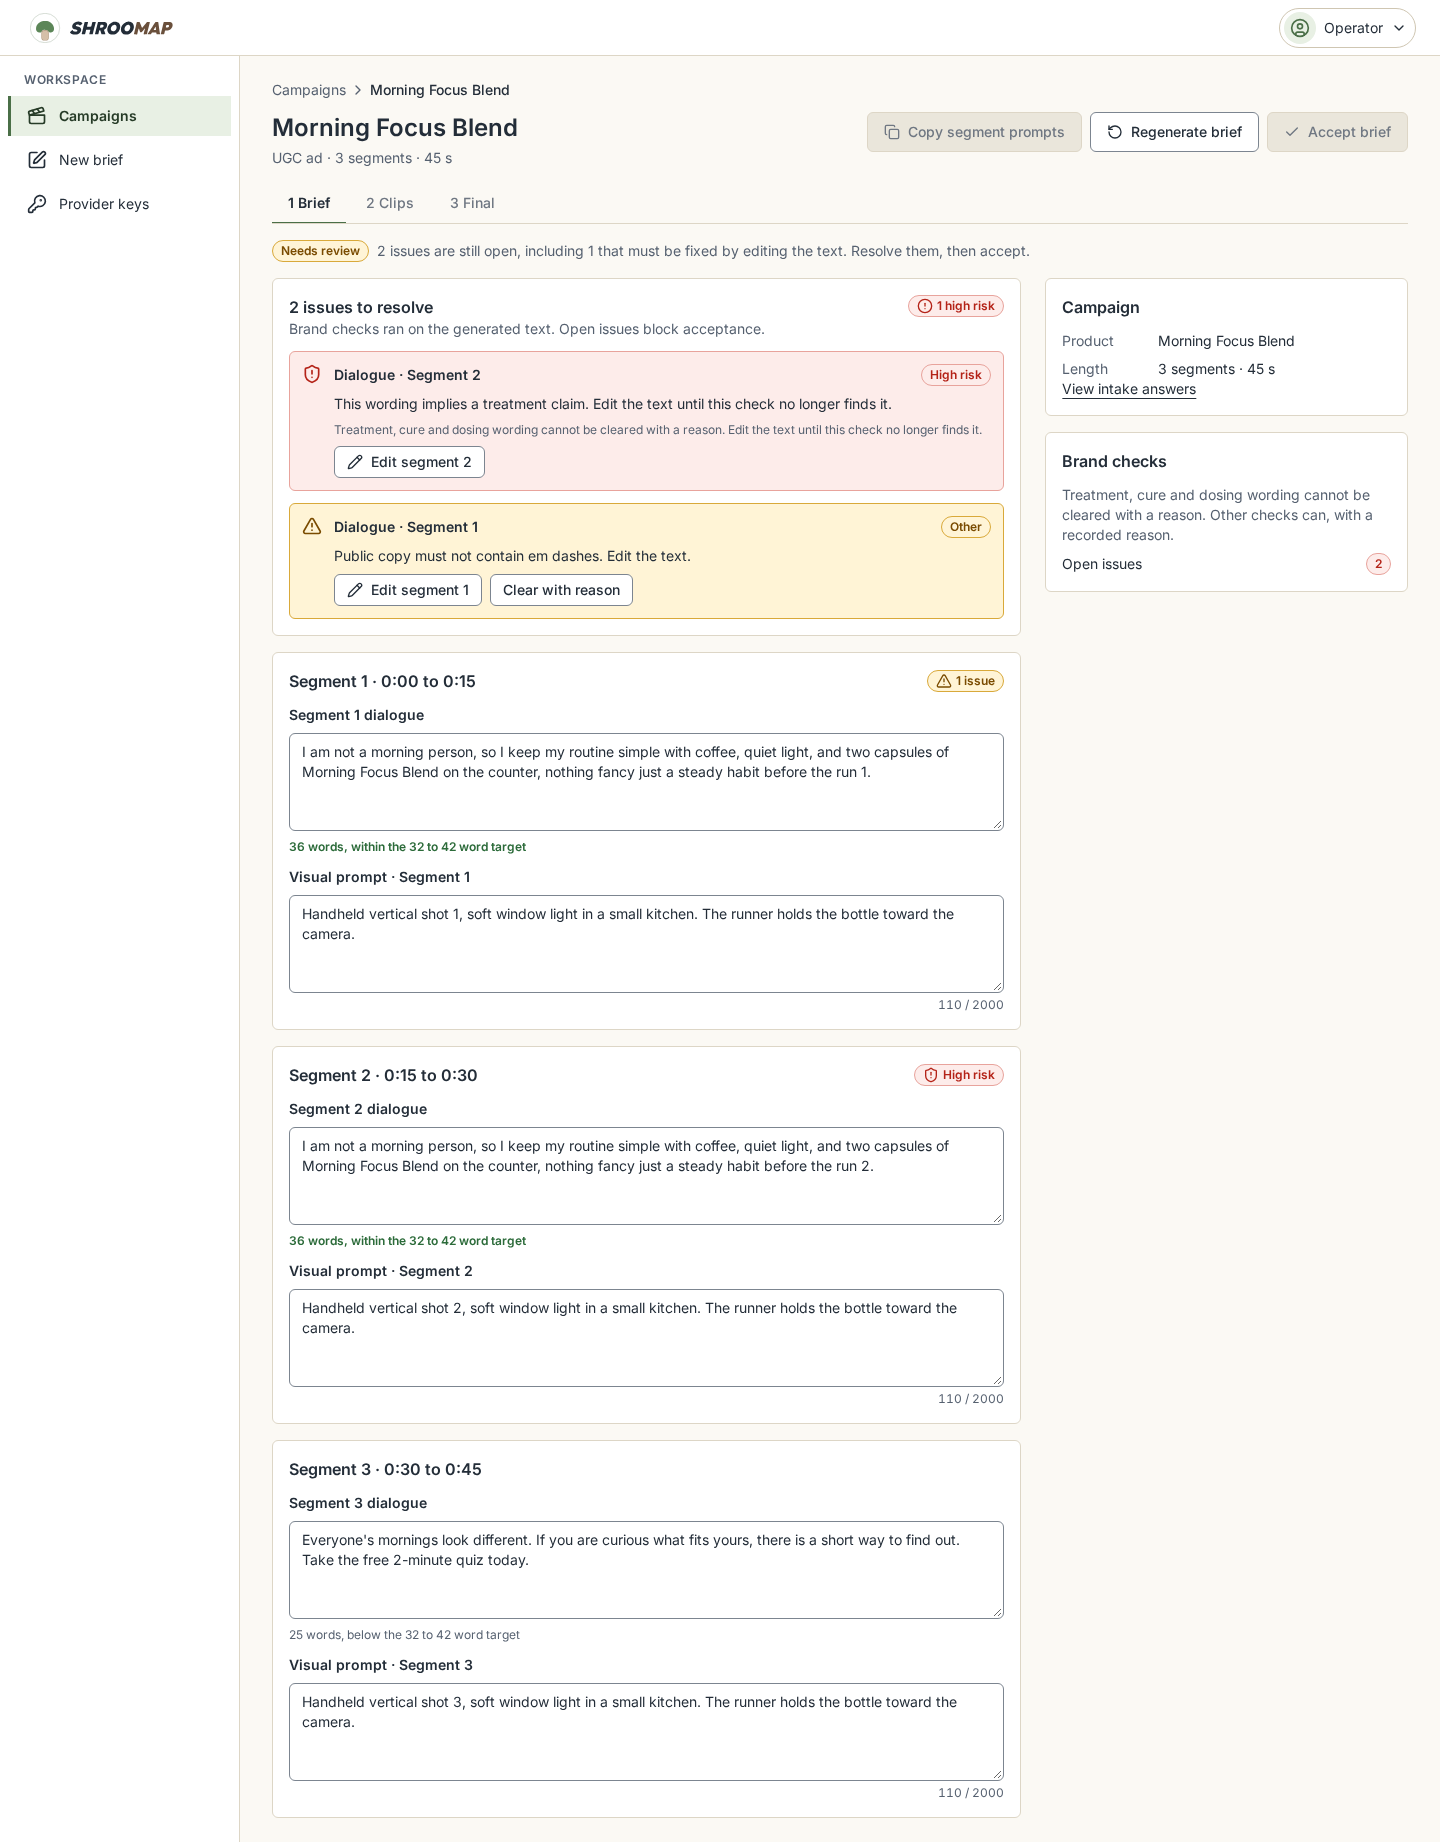 SHROOMAP
Operator
WORKSPACE
Campaigns
New brief
Provider keys
Campaigns > Morning Focus Blend
Morning Focus Blend
UGC ad · 3 segments · 45 s
Copy segment prompts
Regenerate brief
Accept brief
1 Brief
2 Clips
3 Final
Needs review
2 issues are still open, including 1 that must be fixed by editing the text. Resolve them, then accept.
2 issues to resolve
1 high risk
Brand checks ran on the generated text. Open issues block acceptance.
Dialogue · Segment 2
High risk
This wording implies a treatment claim. Edit the text until this check no longer finds it.
Treatment, cure and dosing wording cannot be cleared with a reason. Edit the text until this check no longer finds it.
Edit segment 2
Dialogue · Segment 1
Other
Public copy must not contain em dashes. Edit the text.
Edit segment 1
Clear with reason
Segment 1 · 0:00 to 0:15
1 issue
Segment 1 dialogue
I am not a morning person, so I keep my routine simple with coffee, quiet light, and two capsules of
Morning Focus Blend on the counter, nothing fancy just a steady habit before the run 1.
36 words, within the 32 to 42 word target
Visual prompt · Segment 1
Handheld vertical shot 1, soft window light in a small kitchen. The runner holds the bottle toward the
camera.
110 / 2000
Segment 2 · 0:15 to 0:30
High risk
Segment 2 dialogue
I am not a morning person, so I keep my routine simple with coffee, quiet light, and two capsules of
Morning Focus Blend on the counter, nothing fancy just a steady habit before the run 2.
36 words, within the 32 to 42 word target
Visual prompt · Segment 2
Handheld vertical shot 2, soft window light in a small kitchen. The runner holds the bottle toward the
camera.
110 / 2000
Segment 3 · 0:30 to 0:45
Segment 3 dialogue
Everyone's mornings look different. If you are curious what fits yours, there is a short way to find out.
Take the free 2-minute quiz today.
25 words, below the 32 to 42 word target
Visual prompt · Segment 3
Handheld vertical shot 3, soft window light in a small kitchen. The runner holds the bottle toward the
camera.
110 / 2000
Campaign
Product Morning Focus Blend
Length 3 segments · 45 s
View intake answers
Brand checks
Treatment, cure and dosing wording cannot be
cleared with a reason. Other checks can, with a
recorded reason.
Open issues 2